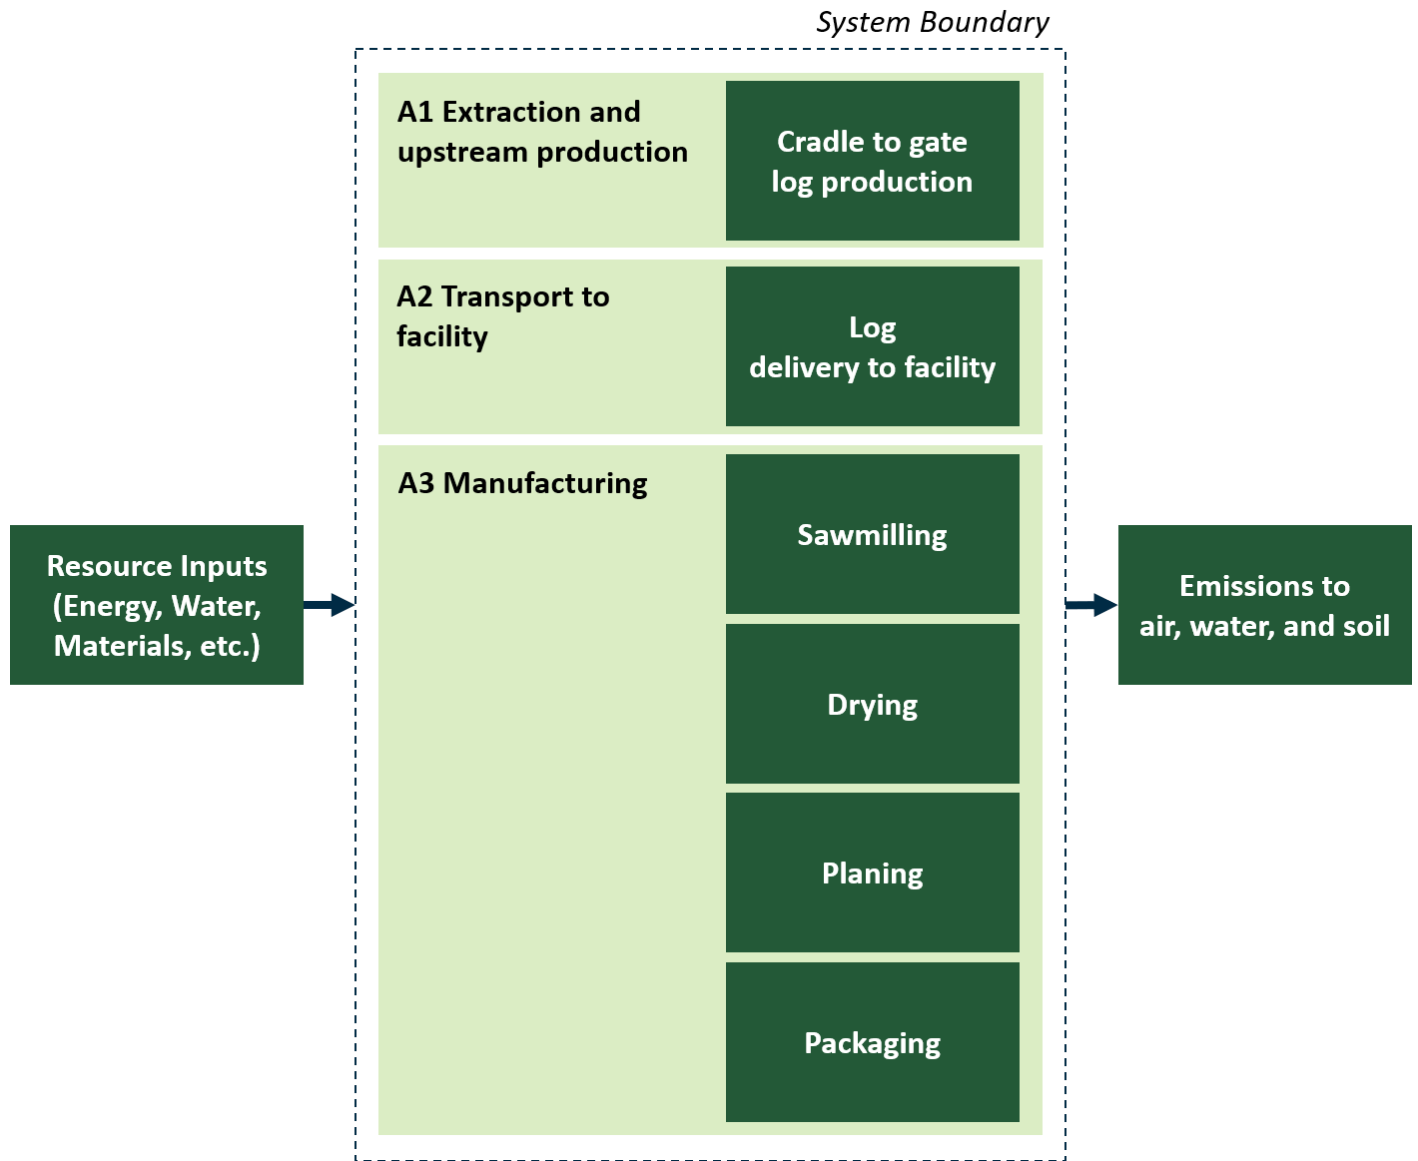 System Boundary
A1 Extraction and
upstream production
Cradle to gate
log production
A2 Transport to
facility
Log
delivery to facility
A3 Manufacturing
Sawmilling
Drying
Planing
Packaging
Resource Inputs
(Energy, Water,
Materials, etc.)
Emissions to
air, water, and soil